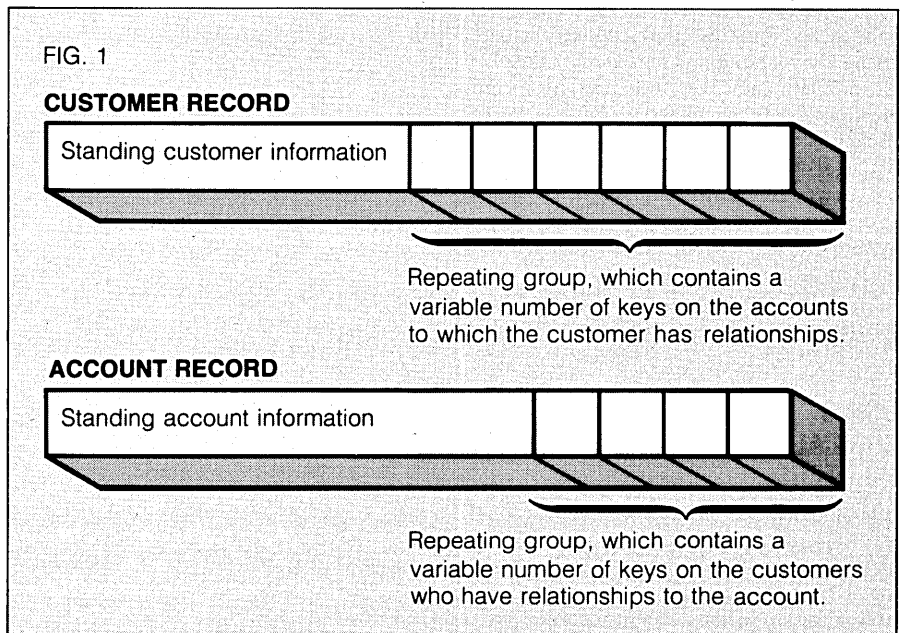 FIG. 1
CUSTOMER RECORD
Standing customer information
Repeating group, which contains a
variable number of keys on the accounts
to which the customer has relationships.
ACCOUNT RECORD
Standing account information
Repeating group, which contains a
variable number of keys on the customers
who have relationships to the account.